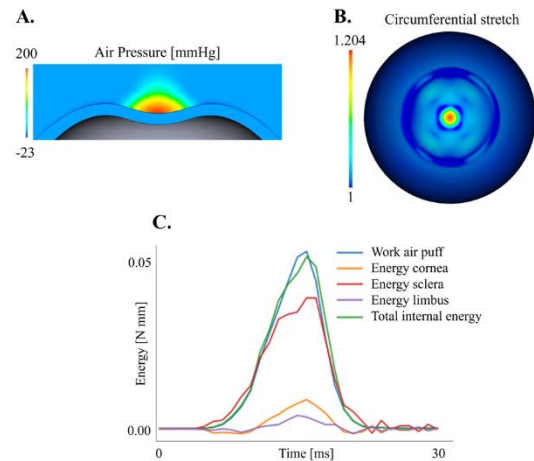 A.
Air Pressure [mmHg]
200
-23
B.
Circumferential stretch
1.204
1
C.
0.05
Energy [N mm]
0.00
0
Time [ms]
30
Work air puff
Energy cornea
Energy sclera
Energy limbus
Total internal energy